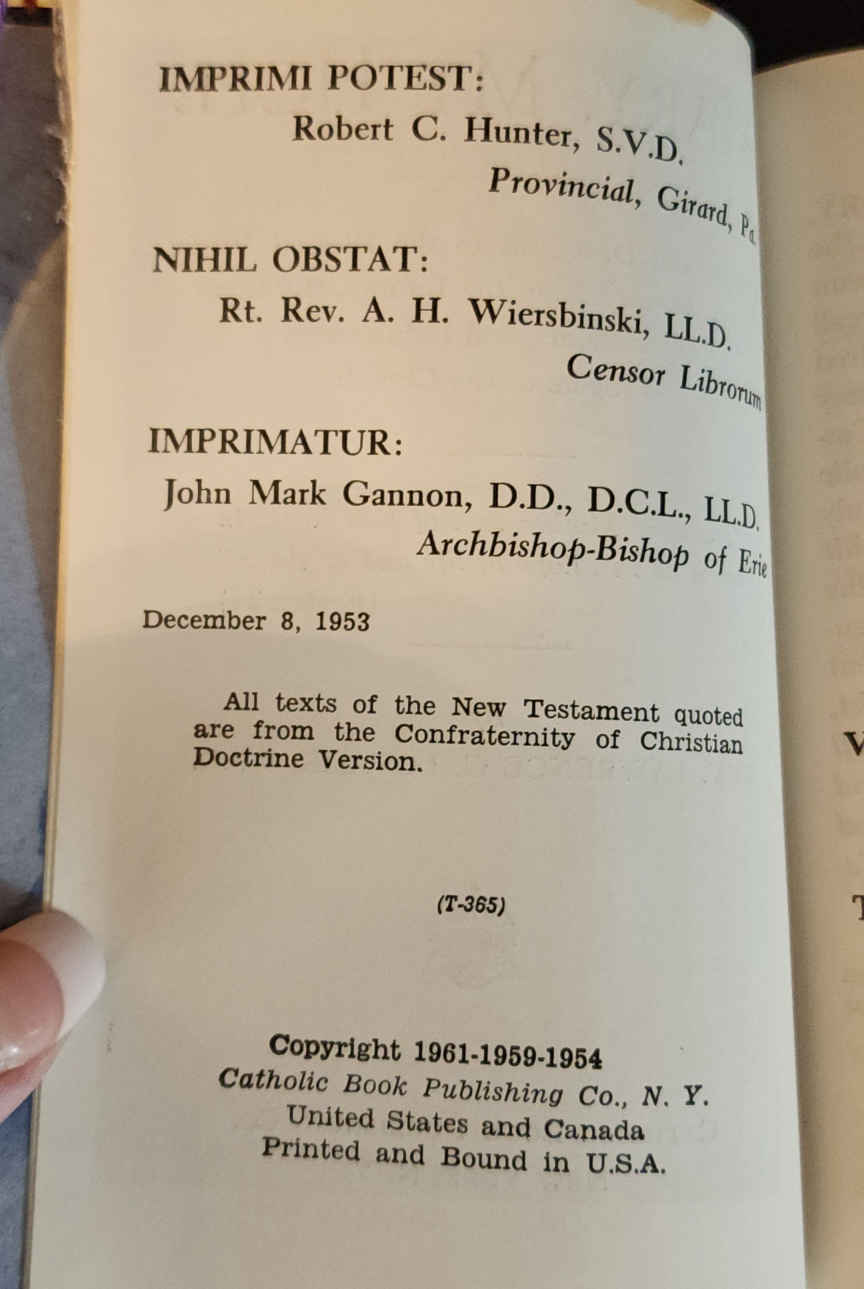 IMPRIMI POTEST:
Robert C. Hunter, S.V.D.
Provincial, Girard, Pa.
NIHIL OBSTAT:
Rt. Rev. A. H. Wiersbinski, LL.D.
Censor Librorum
IMPRIMATUR:
John Mark Gannon, D.D., D.C.L., LL.D.
Archbishop-Bishop of Erie
December 8, 1953
All texts of the New Testament quoted
are from the Confraternity of Christian
Doctrine Version.
(T-365)
Copyright 1961-1959-1954
Catholic Book Publishing Co., N. Y.
United States and Canada
Printed and Bound in U.S.A.